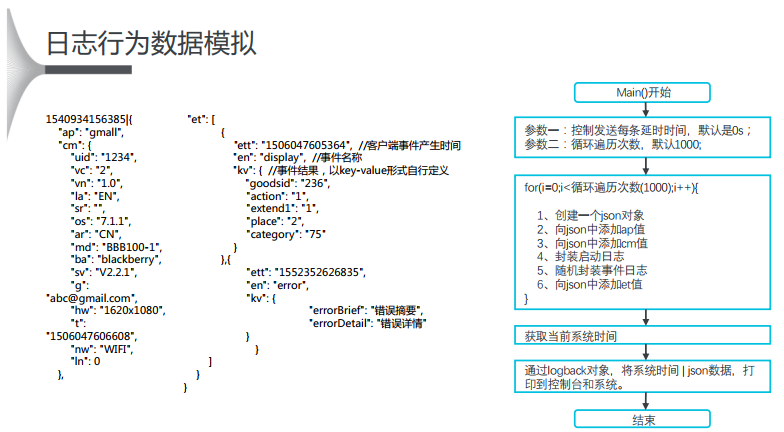 日志行为数据模拟
1540934156385|{
"ap": "gmall",
"cm": {
"uid": "1234",
"vc": "2",
"vn": "1.0",
"la": "EN",
"sr": "",
"os": "7.1.1",
"ar": "CN",
"md": "BBB100-1",
"ba": "blackberry",
"sv": "V2.2.1",
"g":
"abc@gmail.com",
"hw": "1620x1080",
"t":
"1506047606608",
"nw": "WIFI",
"ln": 0
},
"et": [
{
"ett": "1506047605364", //客户端事件产生时间
"en": "display", //事件名称
"kv": { //事件结果，以key-value形式自行定义
"goodsid": "236",
"action": "1",
"extend1": "1",
"place": "2",
"category": "75"
}
},{
"ett": "1552352626835",
"en": "error",
"kv": {
"errorBrief": "错误摘要",
"errorDetail": "错误详情"
}
}
]
}
}
Main()开始
参数一：控制发送每条延时时间，默认是0s；
参数二：循环遍历次数，默认1000;
for(i=0;i<循环遍历次数(1000);i++){
1、创建一个json对象
2、向json中添加ap值
3、向json中添加cm值
4、封装启动日志
5、随机封装事件日志
6、向json中添加et值
}
获取当前系统时间
通过logback对象，将系统时间 | json数据，打
印到控制台和系统。
结束